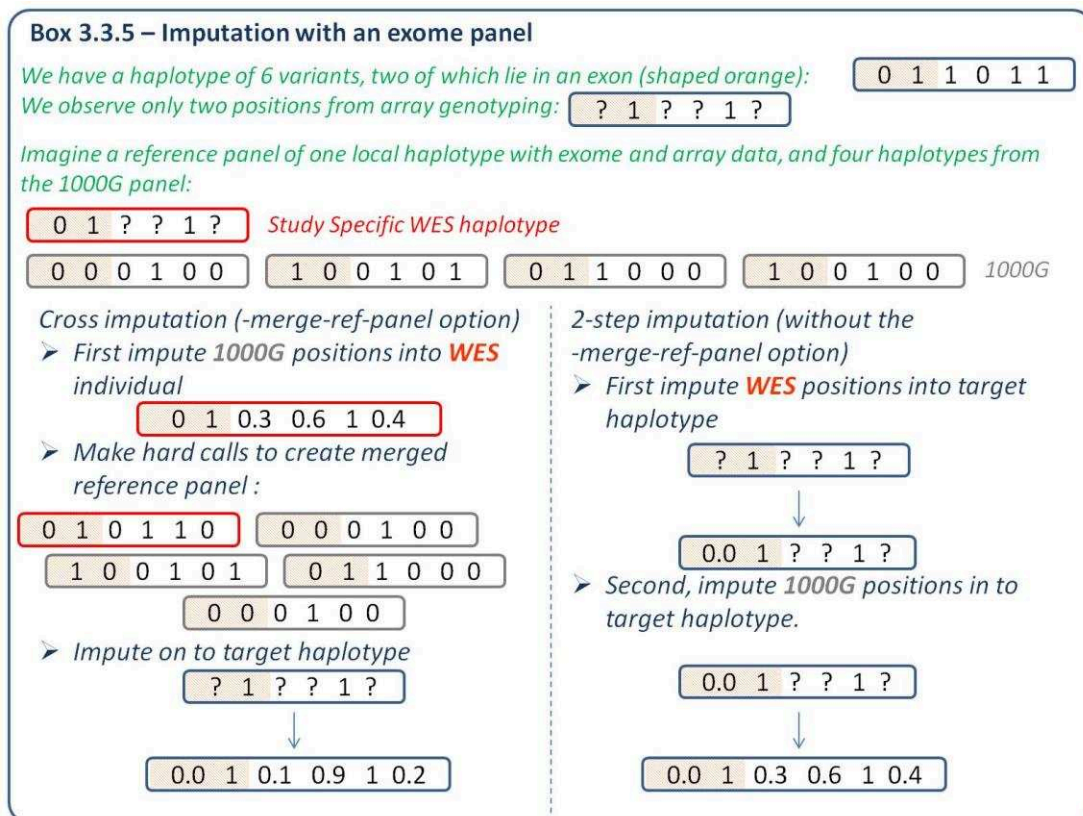 Box 3.3.5 – Imputation with an exome panel
We have a haplotype of 6 variants, two of which lie in an exon (shaped orange):
0 1 1 0 1 1
We observe only two positions from array genotyping:
? 1 ? ? 1 ?
Imagine a reference panel of one local haplotype with exome and array data, and four haplotypes from
the 1000G panel:
0 1 ? ? 1 ?
Study Specific WES haplotype
0 0 0 1 0 0
1 0 0 1 0 1
0 1 1 0 0 0
1 0 0 1 0 0
1000G
Cross imputation (-merge-ref-panel option)
➢ First impute 1000G positions into WES
individual
0 1 0.3 0.6 1 0.4
➢ Make hard calls to create merged
reference panel :
0 1 0 1 1 0
0 0 0 1 0 0
1 0 0 1 0 1
0 1 1 0 0 0
0 0 0 1 0 0
➢ Impute on to target haplotype
? 1 ? ? 1 ?
0.0 1 0.1 0.9 1 0.2
2-step imputation (without the
-merge-ref-panel option)
➢ First impute WES positions into target
haplotype
? 1 ? ? 1 ?
0.0 1 ? ? 1 ?
➢ Second, impute 1000G positions in to
target haplotype.
0.0 1 ? ? 1 ?
0.0 1 0.3 0.6 1 0.4